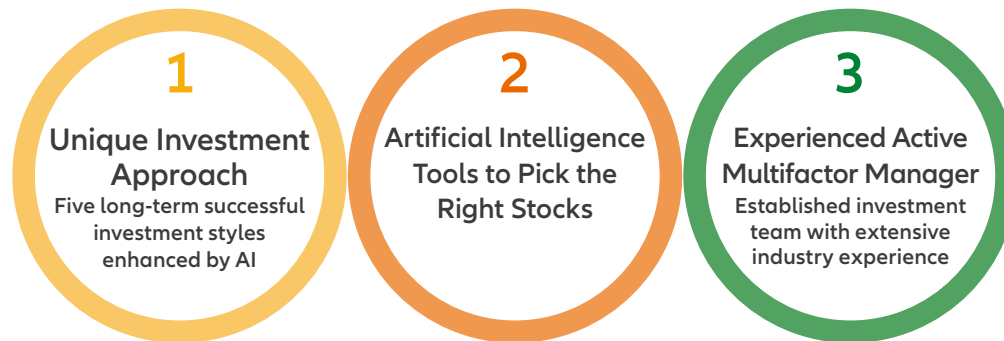 1
Unique Investment
Approach
Five long-term successful
investment styles
enhanced by AI
2
Artificial Intelligence
Tools to Pick the
Right Stocks
3
Experienced Active
Multifactor Manager
Established investment
team with extensive
industry experience